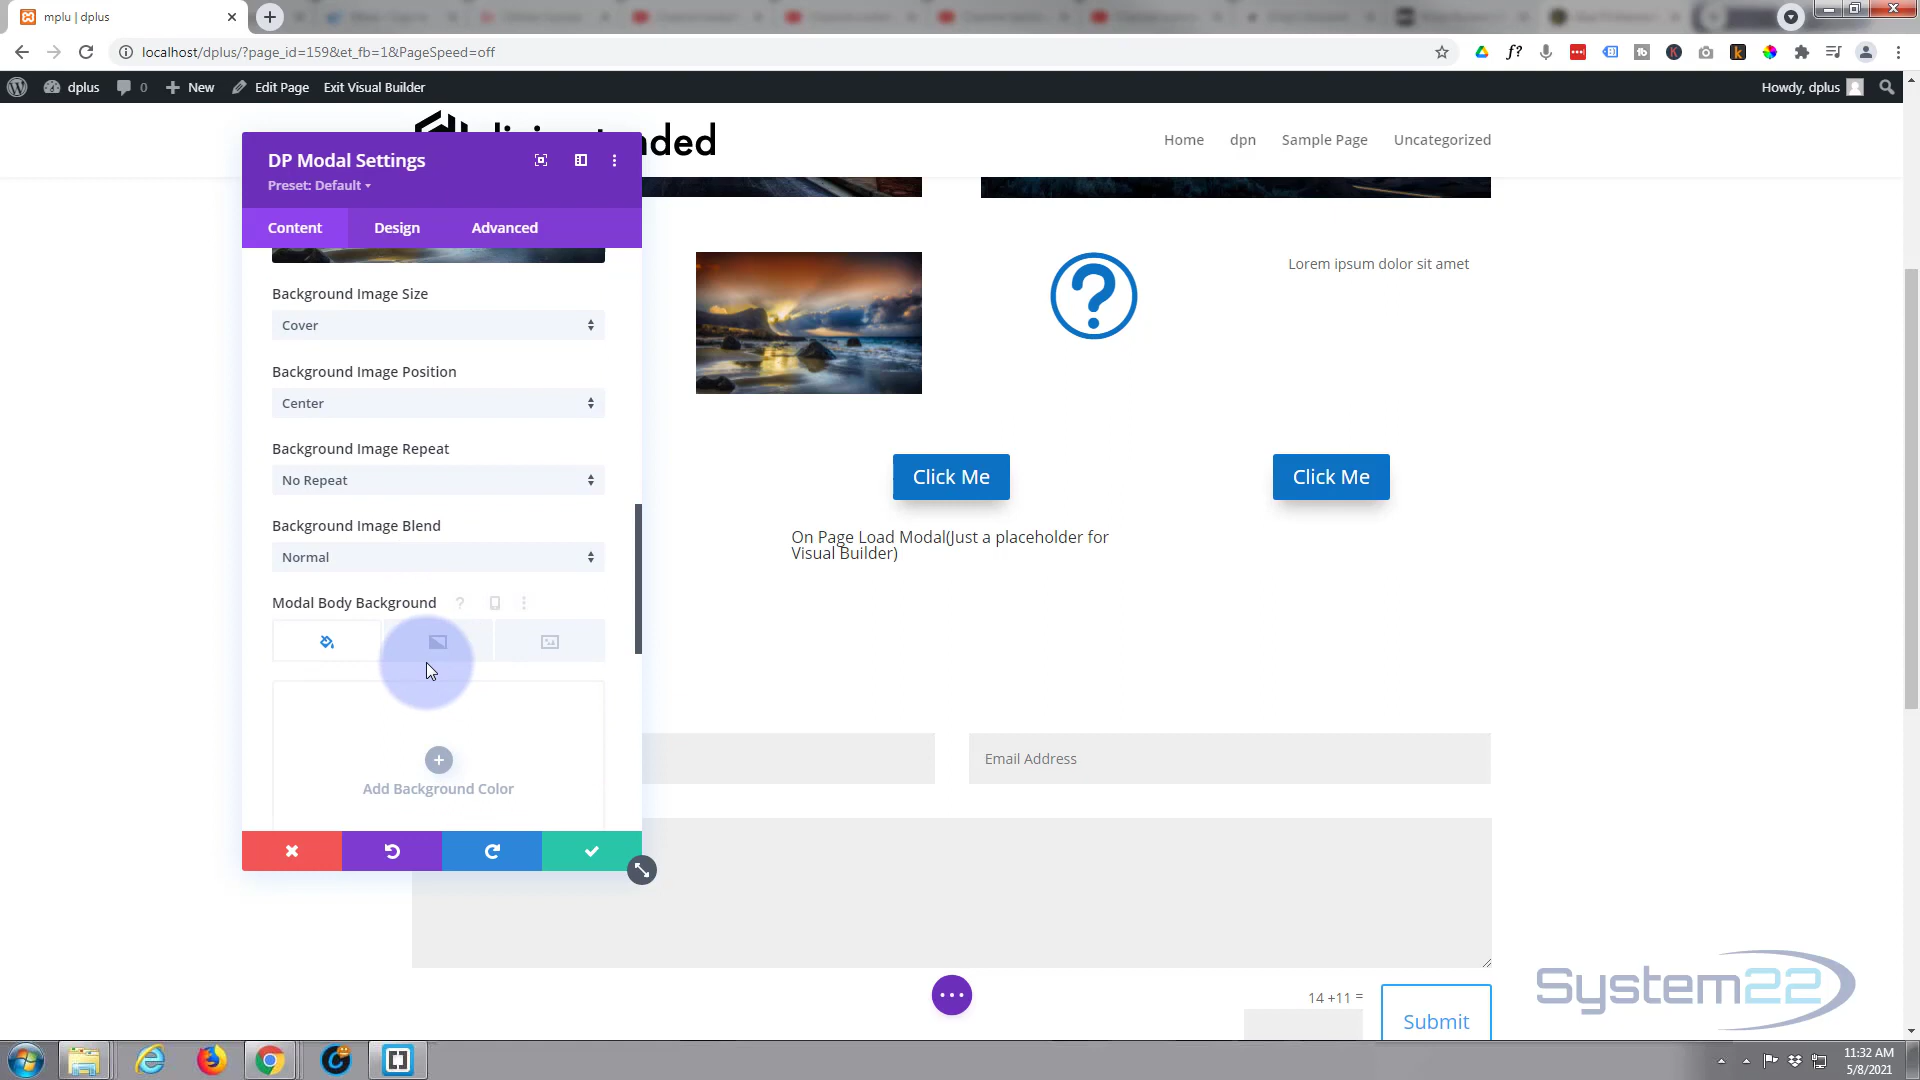 mplu | dplus
localhost/dplus/?page_id=159&et_fb=1&PageSpeed=off
dplus
0
New
Edit Page
Exit Visual Builder
Howdy, dplus
nded
Home
dpn
Sample Page
Uncategorized
DP Modal Settings
Preset: Default
Content
Design
Advanced
Background Image Size
Cover
Background Image Position
Center
Background Image Repeat
No Repeat
Background Image Blend
Normal
Modal Body Background
Add Background Color
Lorem ipsum dolor sit amet
Click Me
Click Me
On Page Load Modal(Just a placeholder for
Visual Builder)
Email Address
14 +11 =
Submit
System22
11:32 AM
5/8/2021